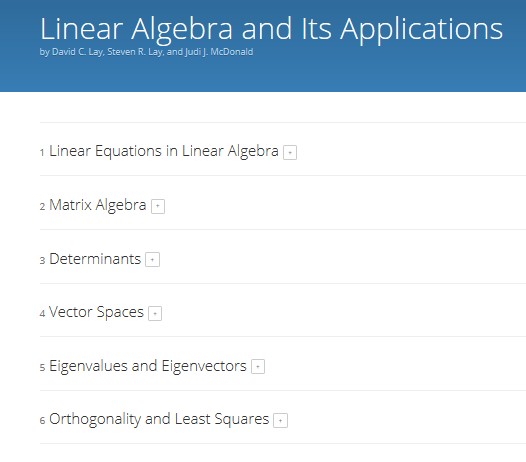 Linear Algebra and Its Applications
by David C. Lay, Steven R. Lay, and Judi J. McDonald
1 Linear Equations in Linear Algebra +
2 Matrix Algebra +
3 Determinants +
4 Vector Spaces +
5 Eigenvalues and Eigenvectors +
6 Orthogonality and Least Squares +